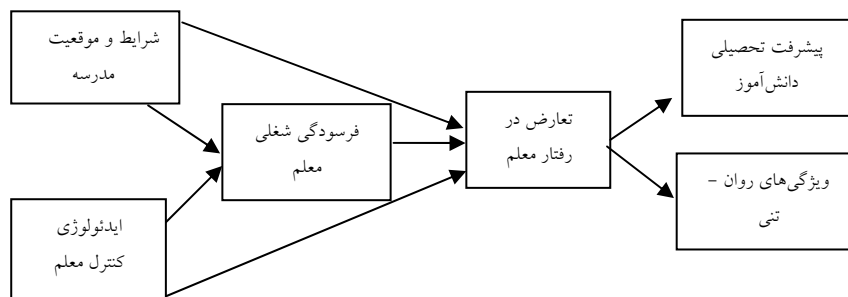 شرایط و موقعیت
مدرسه
پیشرفت تحصیلی
دانش‌آموز
فرسودگی شغلی
معلم
تعارض در
رفتار معلم
ویژگی‌های روان –
تنی
ایدئولوژی
کنترل معلم